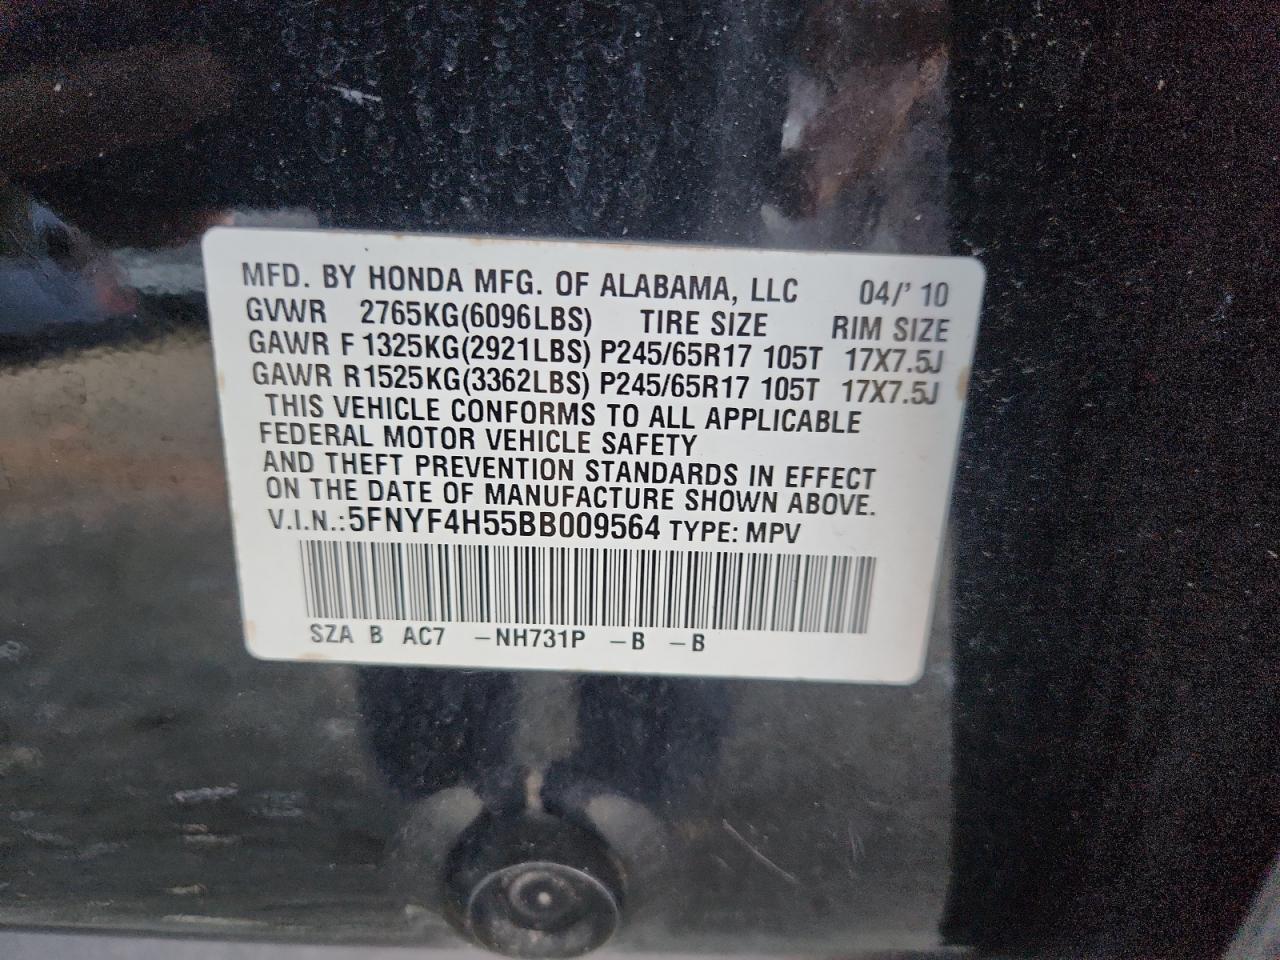 MFD. BY HONDA MFG. OF ALABAMA, LLC 04/'10
GVWR 2765KG(6096LBS) TIRE SIZE RIM SIZE
GAWR F 1325KG(2921LBS) P245/65R17 105T 17X7.5J
GAWR R1525KG(3362LBS) P245/65R17 105T 17X7.5J
THIS VEHICLE CONFORMS TO ALL APPLICABLE
FEDERAL MOTOR VEHICLE SAFETY
AND THEFT PREVENTION STANDARDS IN EFFECT
ON THE DATE OF MANUFACTURE SHOWN ABOVE.
V.I.N.:5FNYF4H55BB009564 TYPE: MPV
SZA B AC7 -NH731P -B -B